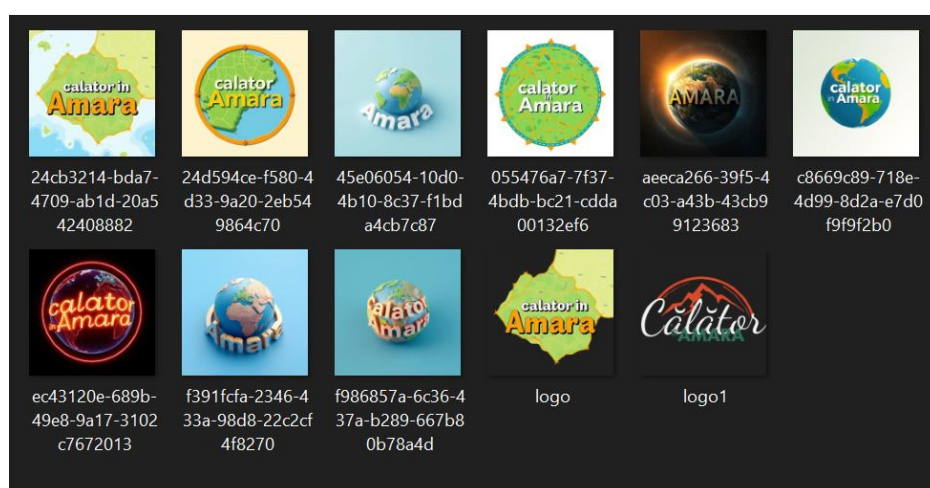 calator in
Amara
24cb3214-bda7-
4709-ab1d-20a5
42408882
calator
Amara
24d594ce-f580-4
d33-9a20-2eb54
9864c70
Amara
45e06054-10d0-
4b10-8c37-f1bd
a4cb7c87
calator
in
Amara
055476a7-7f37-
4bdb-bc21-cdda
00132ef6
AMARA
aeeca266-39f5-4
c03-a43b-43cb9
9123683
calator
in Amara
c8669c89-718e-
4d99-8d2a-e7d0
f9f9f2b0
calator
in Amara
ec43120e-689b-
49e8-9a17-3102
c7672013
Amara
f391fcfa-2346-4
33a-98d8-22c2cf
4f8270
alato
Amara
f986857a-6c36-4
37a-b289-667b8
0b78a4d
calator in
Amara
logo
Călător
AMARA
logo1